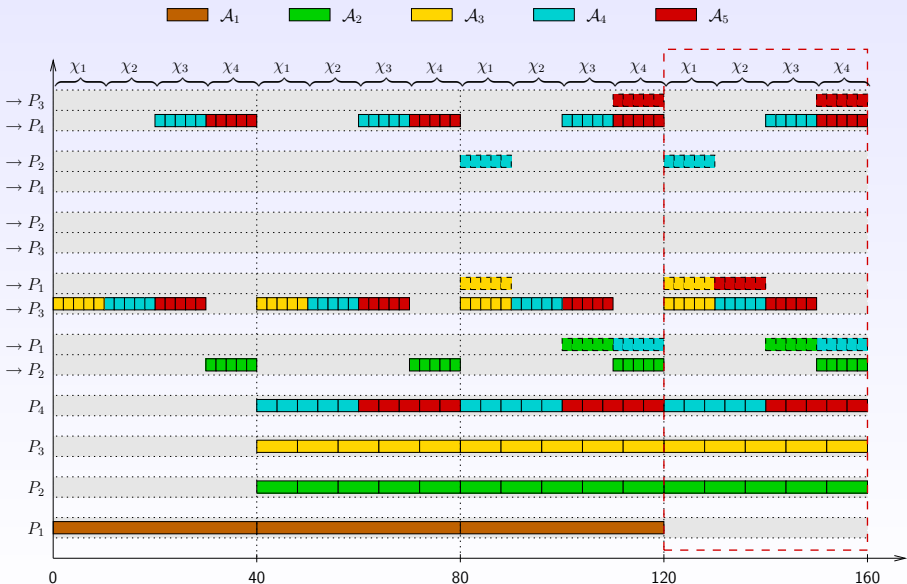 𝒜₁ 𝒜₂ 𝒜₃ 𝒜₄ 𝒜₅
χ₁ χ₂ χ₃ χ₄ χ₁ χ₂ χ₃ χ₄ χ₁ χ₂ χ₃ χ₄ χ₁ χ₂ χ₃ χ₄
→ P₃
→ P₄
→ P₂
→ P₄
→ P₂
→ P₃
→ P₁
→ P₃
→ P₁
→ P₂
P₄
P₃
P₂
P₁
0 40 80 120 160